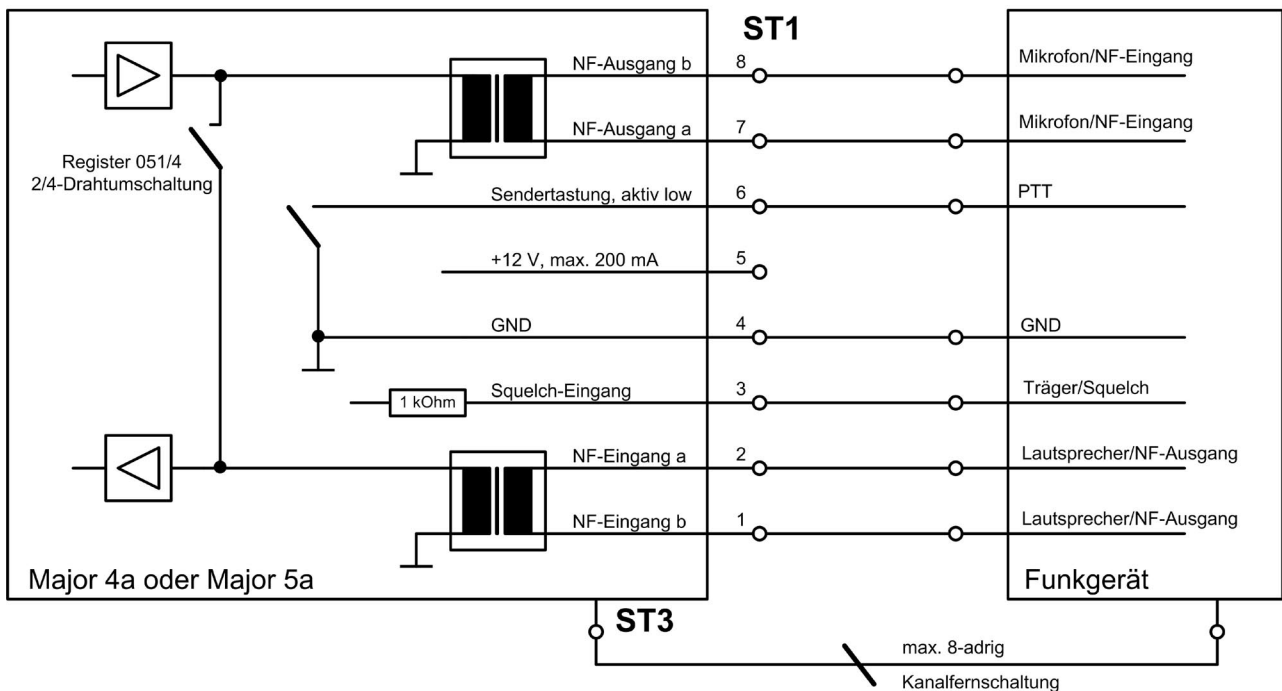 ST1
NF-Ausgang b
8
Mikrofon/NF-Eingang
NF-Ausgang a
7
Mikrofon/NF-Eingang
Register 051/4
2/4-Drahtumschaltung
Sendertastung, aktiv low
6
PTT
+12 V, max. 200 mA
5
GND
4
GND
1 kOhm
Squelch-Eingang
3
Träger/Squelch
NF-Eingang a
2
Lautsprecher/NF-Ausgang
NF-Eingang b
1
Lautsprecher/NF-Ausgang
Major 4a oder Major 5a
Funkgerät
ST3
max. 8-adrig
Kanalfernschaltung